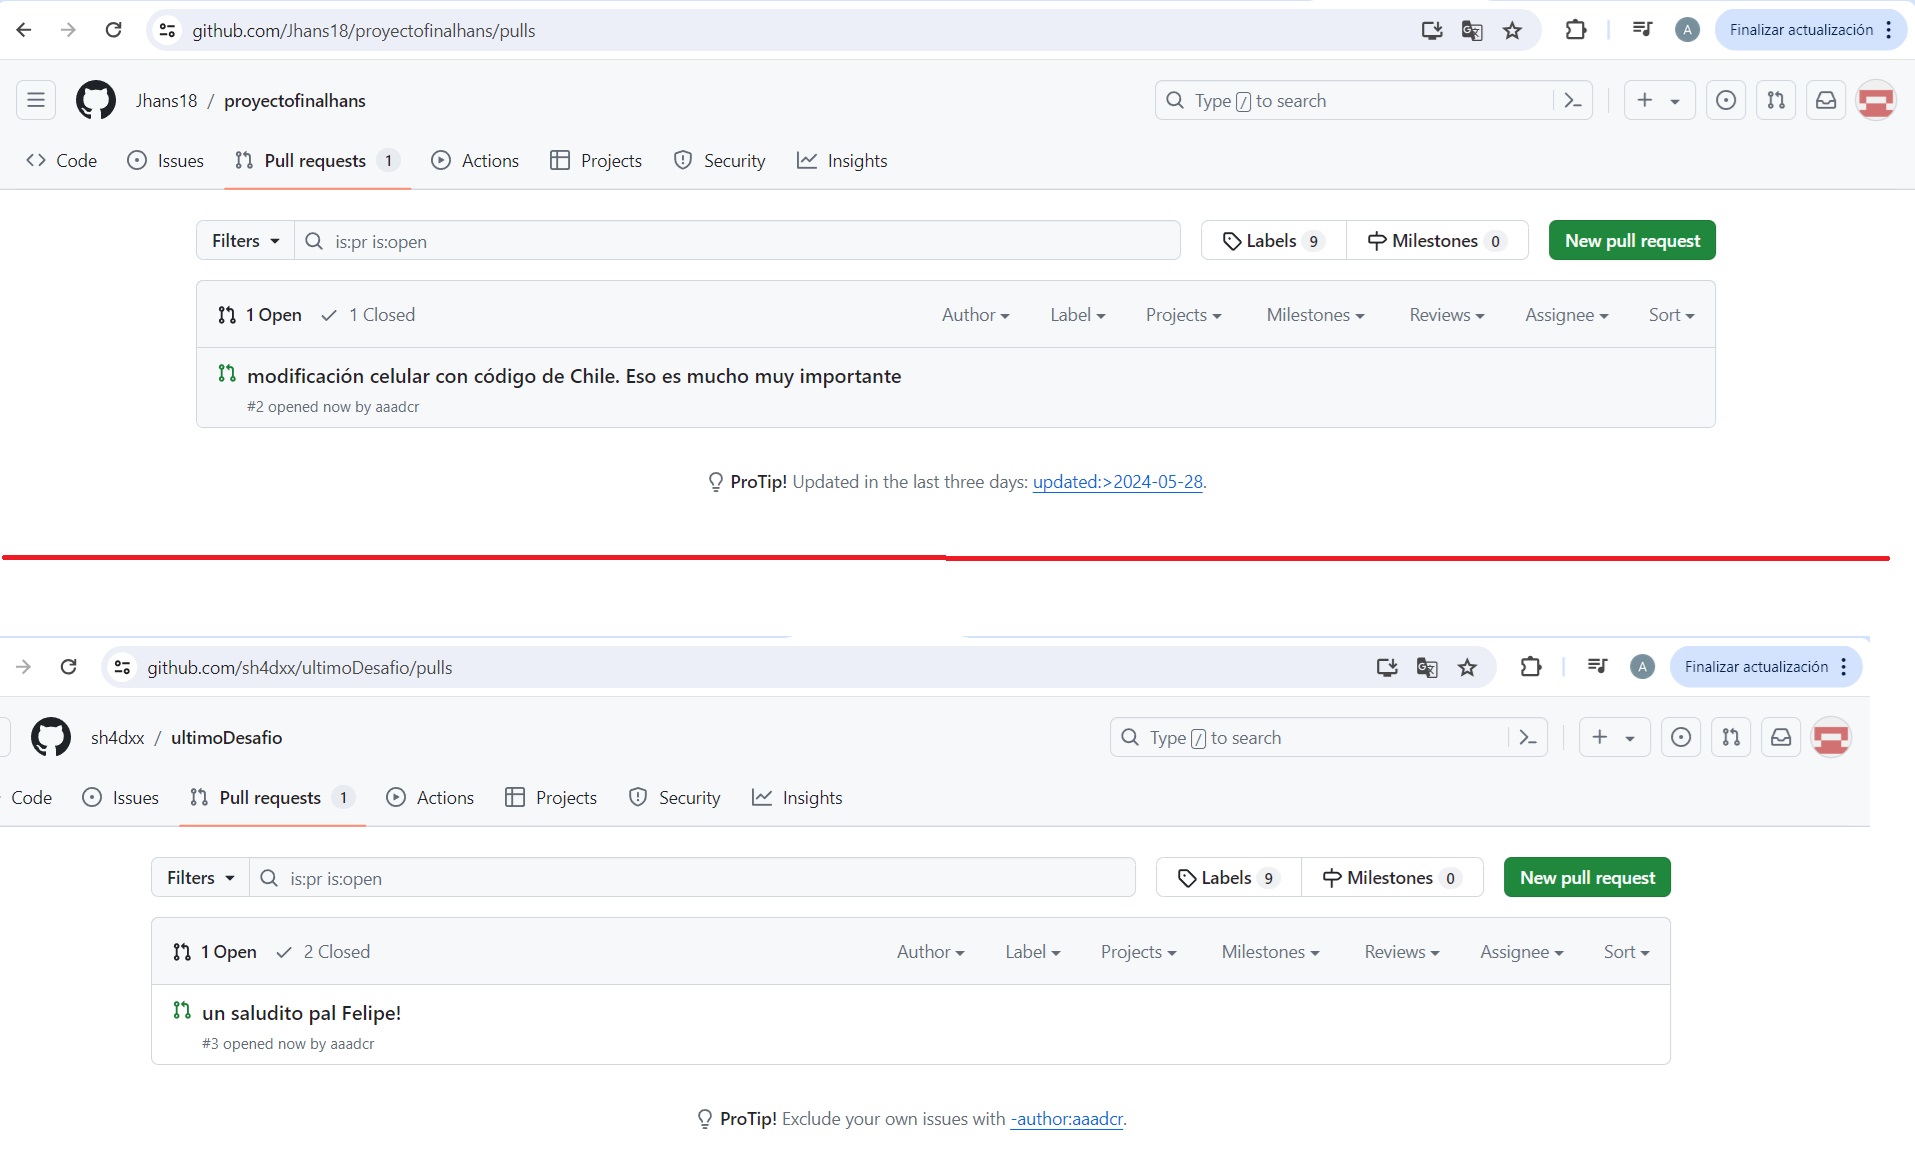 github.com/Jhans18/proyectofinalhans/pulls A Finalizar actualización
Jhans18 / proyectofinalhans Type / to search
Code Issues Pull requests 1 Actions Projects Security Insights
Filters is:pr is:open Labels 9 Milestones 0 New pull request
1 Open 1 Closed Author Label Projects Milestones Reviews Assignee Sort
modificación celular con código de Chile. Eso es mucho muy importante
#2 opened now by aaadcr
ProTip! Updated in the last three days: updated:>2024-05-28.
github.com/sh4dxx/ultimoDesafio/pulls A Finalizar actualización
sh4dxx / ultimoDesafio Type / to search
Code Issues Pull requests 1 Actions Projects Security Insights
Filters is:pr is:open Labels 9 Milestones 0 New pull request
1 Open 2 Closed Author Label Projects Milestones Reviews Assignee Sort
un saludito pal Felipe!
#3 opened now by aaadcr
ProTip! Exclude your own issues with -author:aaadcr.